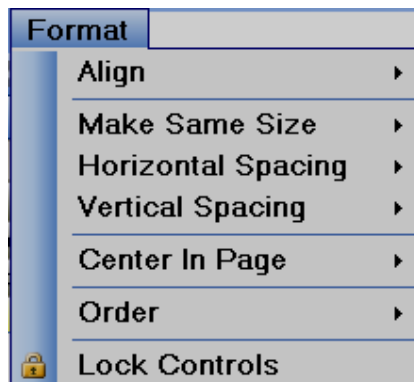 Format
Align
Make Same Size
Horizontal Spacing
Vertical Spacing
Center In Page
Order
Lock Controls